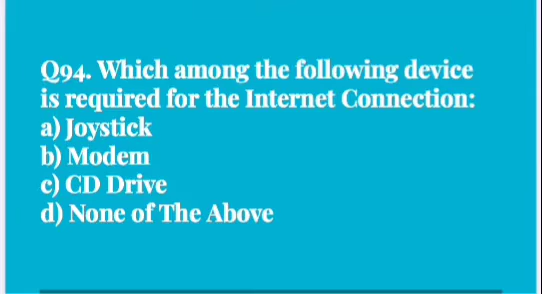 Q94. Which among the following device
is required for the Internet Connection:
a) Joystick
b) Modem
c) CD Drive
d) None of The Above